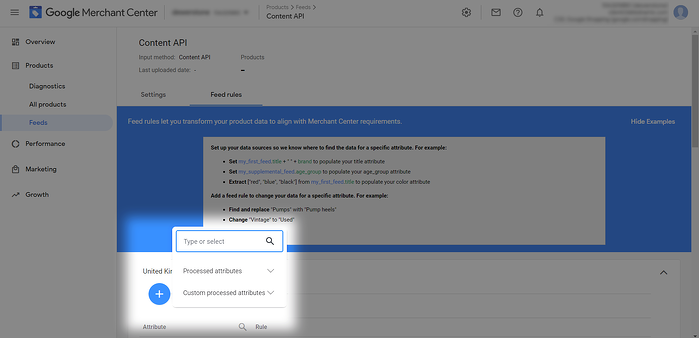 Google Merchant Center
Products > Feeds >
Content API
Overview
Products
Diagnostics
All products
Feeds
Performance
Marketing
Growth
Content API
Input method: Content API
Products
Last uploaded date: -
-
Settings
Feed rules
Feed rules let you transform your product data to align with Merchant Center requirements.
Hide Examples
Set up your data sources so we know where to find the data for a specific attribute. For example:
• Set my_first_feed.title + " " + brand to populate your title attribute
• Set my_supplemental_feed.age_group to populate your age_group attribute
• Extract ["red", "blue", "black"] from my_first_feed.title to populate your color attribute
Add a feed rule to change your data for a specific attribute. For example:
• Find and replace "Pumps" with "Pump heels"
• Change "Vintage" to "Used"
Type or select
United Kin
Processed attributes
Custom processed attributes
Attribute
Rule